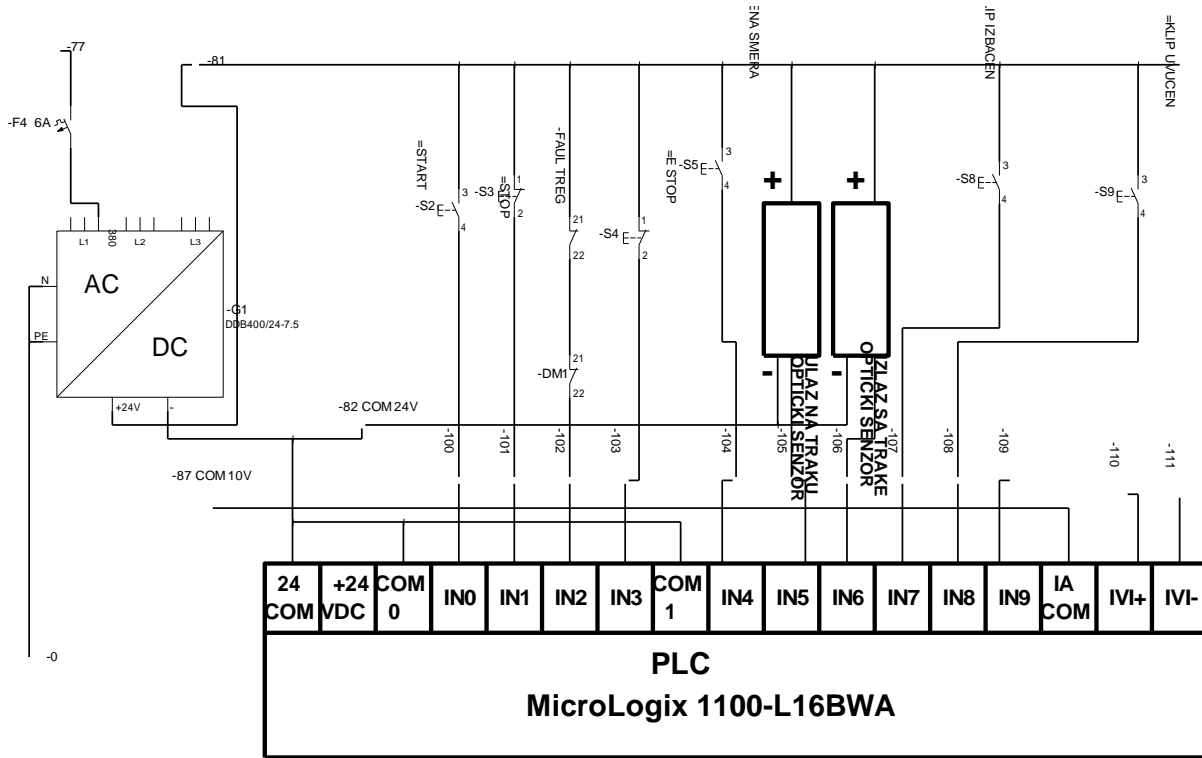 -77
-81
-F4 6A
L1
380
L2
L3
AC
DC
N
PE
-G1
DDB400/24-7.5
+24V
-
-0
=START
3
-S2
4
1
-S3
=STOP
2
-FAUL TREG
21
22
21
-DM1
22
1
-S4
2
=E STOP
3
-S5
4
ENA SMERA
+
-
ULAZ NA TRAKU
OPTICKI SENZOR
+
-
IZLAZ SA TRAKE
OPTICKI SENZOR
.IP IZBACEN
3
-S8
4
=KLIP UVUCEN
3
-S9
4
-82 COM 24V
-87 COM 10V
-100
-101
-102
-103
-104
-105
-106
-107
-108
-109
-110
-111
24 COM
+24 VDC
COM 0
IN0
IN1
IN2
IN3
COM 1
IN4
IN5
IN6
IN7
IN8
IN9
IA COM
IVI+
IVI-
PLC
MicroLogix 1100-L16BWA